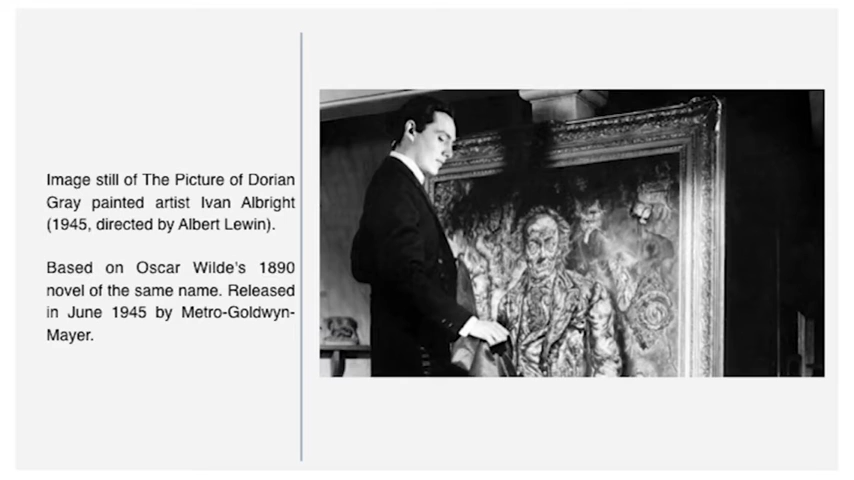 Image still of The Picture of Dorian
Gray painted artist Ivan Albright
(1945, directed by Albert Lewin).
Based on Oscar Wilde's 1890
novel of the same name. Released
in June 1945 by Metro-Goldwyn-
Mayer.